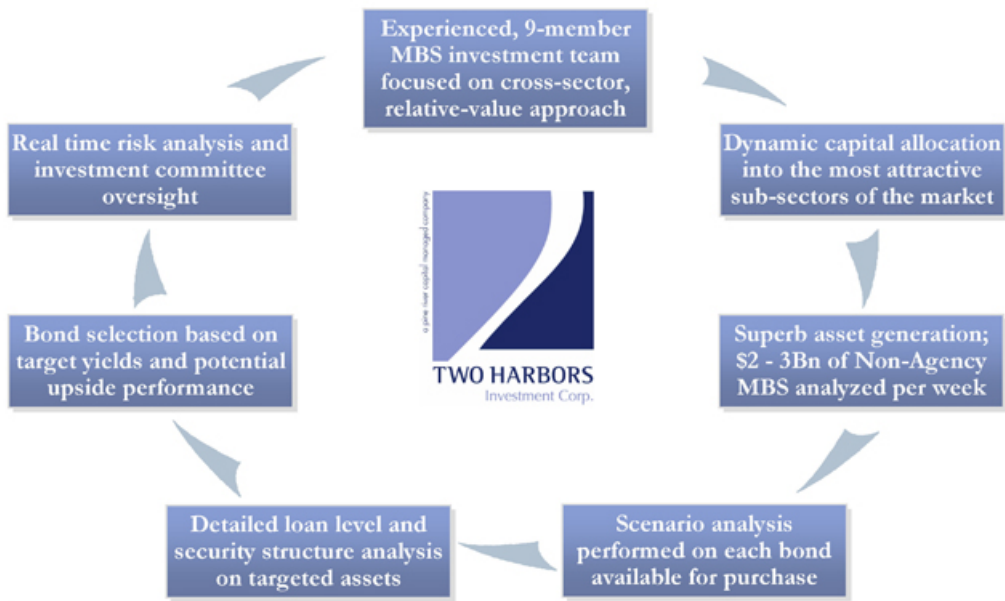 Experienced, 9-member
MBS investment team
focused on cross-sector,
relative-value approach
Dynamic capital allocation
into the most attractive
sub-sectors of the market
Superb asset generation;
$2 - 3Bn of Non-Agency
MBS analyzed per week
Scenario analysis
performed on each bond
available for purchase
Detailed loan level and
security structure analysis
on targeted assets
Bond selection based on
target yields and potential
upside performance
Real time risk analysis and
investment committee
oversight
a pine river capital managed company
TWO HARBORS
Investment Corp.